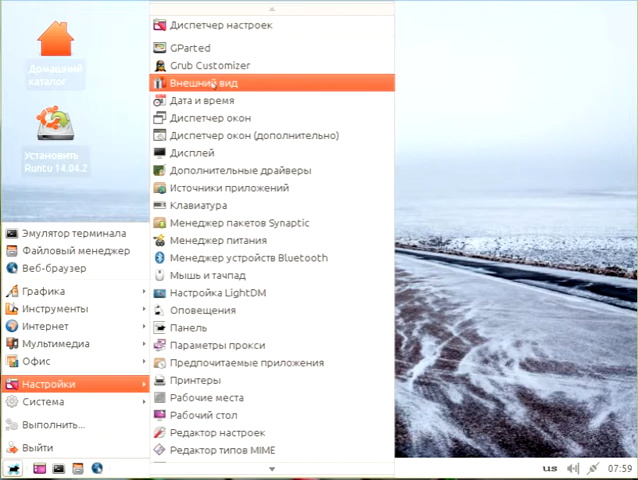 Домашний
каталог
Установить
Runtu 14.04.2
Эмулятор терминала
Файловый менеджер
Веб-браузер
Графика
Инструменты
Интернет
Мультимедиа
Офис
Настройки
Система
Выполнить...
Выйти
Диспетчер настроек
GParted
Grub Customizer
Внешний вид
Дата и время
Диспетчер окон
Диспетчер окон (дополнительно)
Дисплей
Дополнительные драйверы
Источники приложений
Клавиатура
Менеджер пакетов Synaptic
Менеджер питания
Менеджер устройств Bluetooth
Мышь и тачпад
Настройка LightDM
Оповещения
Панель
Параметры прокси
Предпочитаемые приложения
Принтеры
Рабочие места
Рабочий стол
Редактор настроек
Редактор типов MIME
us
07:59